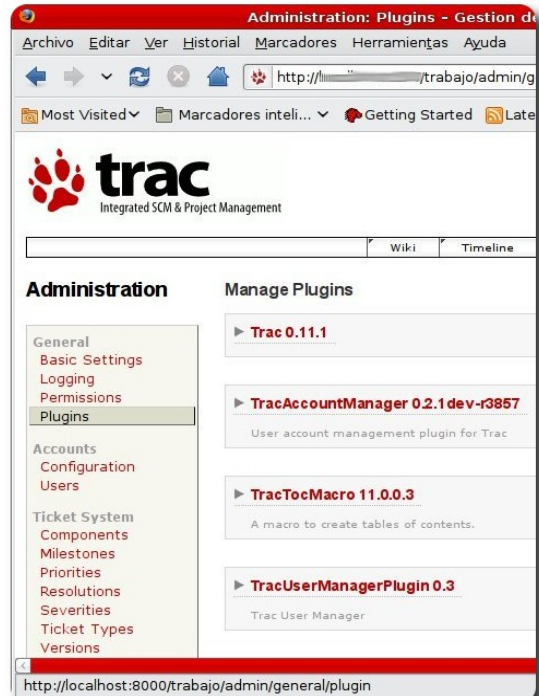 Administration: Plugins - Gestion de
Archivo Editar Ver Historial Marcadores Herramientas Ayuda
http://l /trabajo/admin/g
Most Visited Marcadores inteli... Getting Started Late
trac
Integrated SCM & Project Management
Wiki Timeline
Administration
General
Basic Settings
Logging
Permissions
Plugins
Accounts
Configuration
Users
Ticket System
Components
Milestones
Priorities
Resolutions
Severities
Ticket Types
Versions
Manage Plugins
Trac 0.11.1
TracAccountManager 0.2.1dev-r3857
User account management plugin for Trac
TracTocMacro 11.0.0.3
A macro to create tables of contents.
TracUserManagerPlugin 0.3
Trac User Manager
http://localhost:8000/trabajo/admin/general/plugin